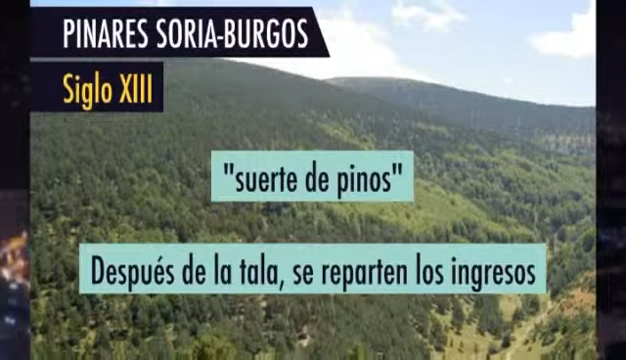 PINARES SORIA-BURGOS
Siglo XIII
"suerte de pinos"
Después de la tala, se reparten los ingresos